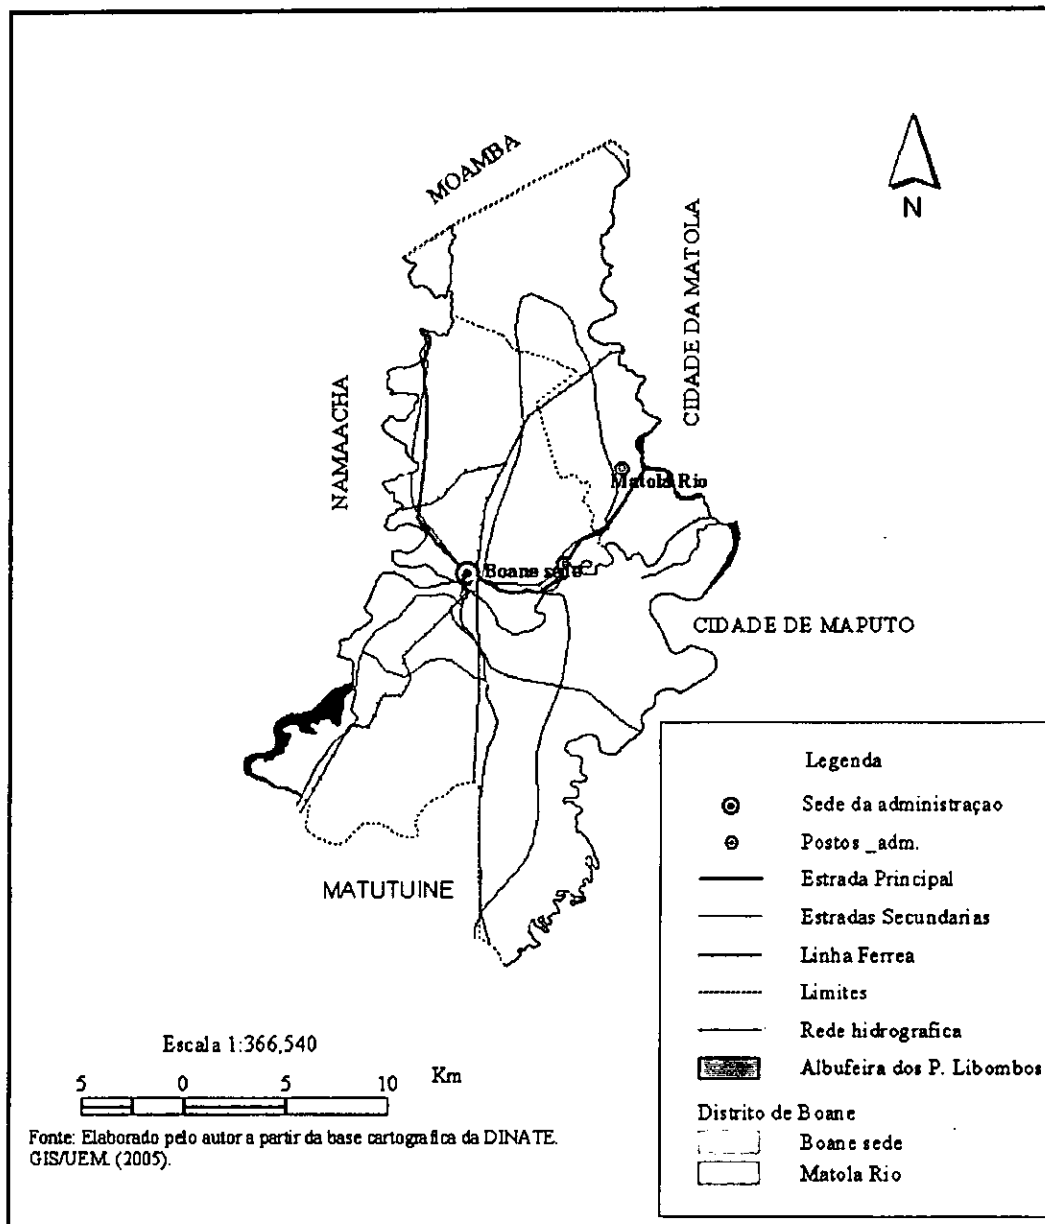 MOAMBA
N
CIDADE DA MATOLA
NAMAACHA
Matola Rio
Boane sede
CIDADE DE MAPUTO
MATUTUINE
Legenda
Sede da administraçao
Postos _adm.
Estrada Principal
Estradas Secundarias
Linha Ferrea
Limites
Rede hidrografica
Albufeira dos P. Libombos
Distrito de Boane
Boane sede
Matola Rio
Escala 1:366,540
5 0 5 10 Km
Fonte: Elaborado pelo autor a partir da base cartografica da DINATE.
GIS/UEM. (2005).